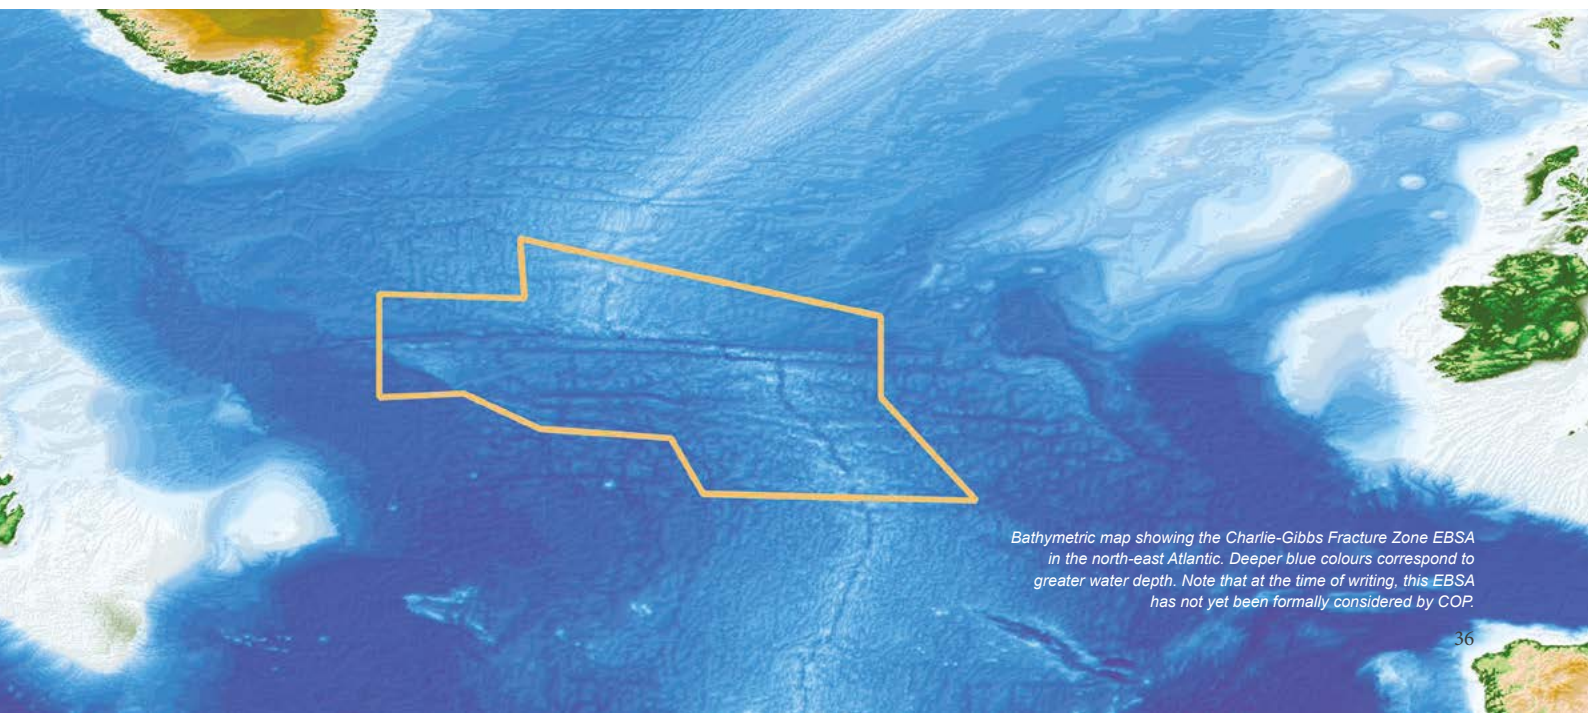 Bathymetric map showing the Charlie-Gibbs Fracture Zone EBSA
in the north-east Atlantic. Deeper blue colours correspond to
greater water depth. Note that at the time of writing, this EBSA
has not yet been formally considered by COP.
36